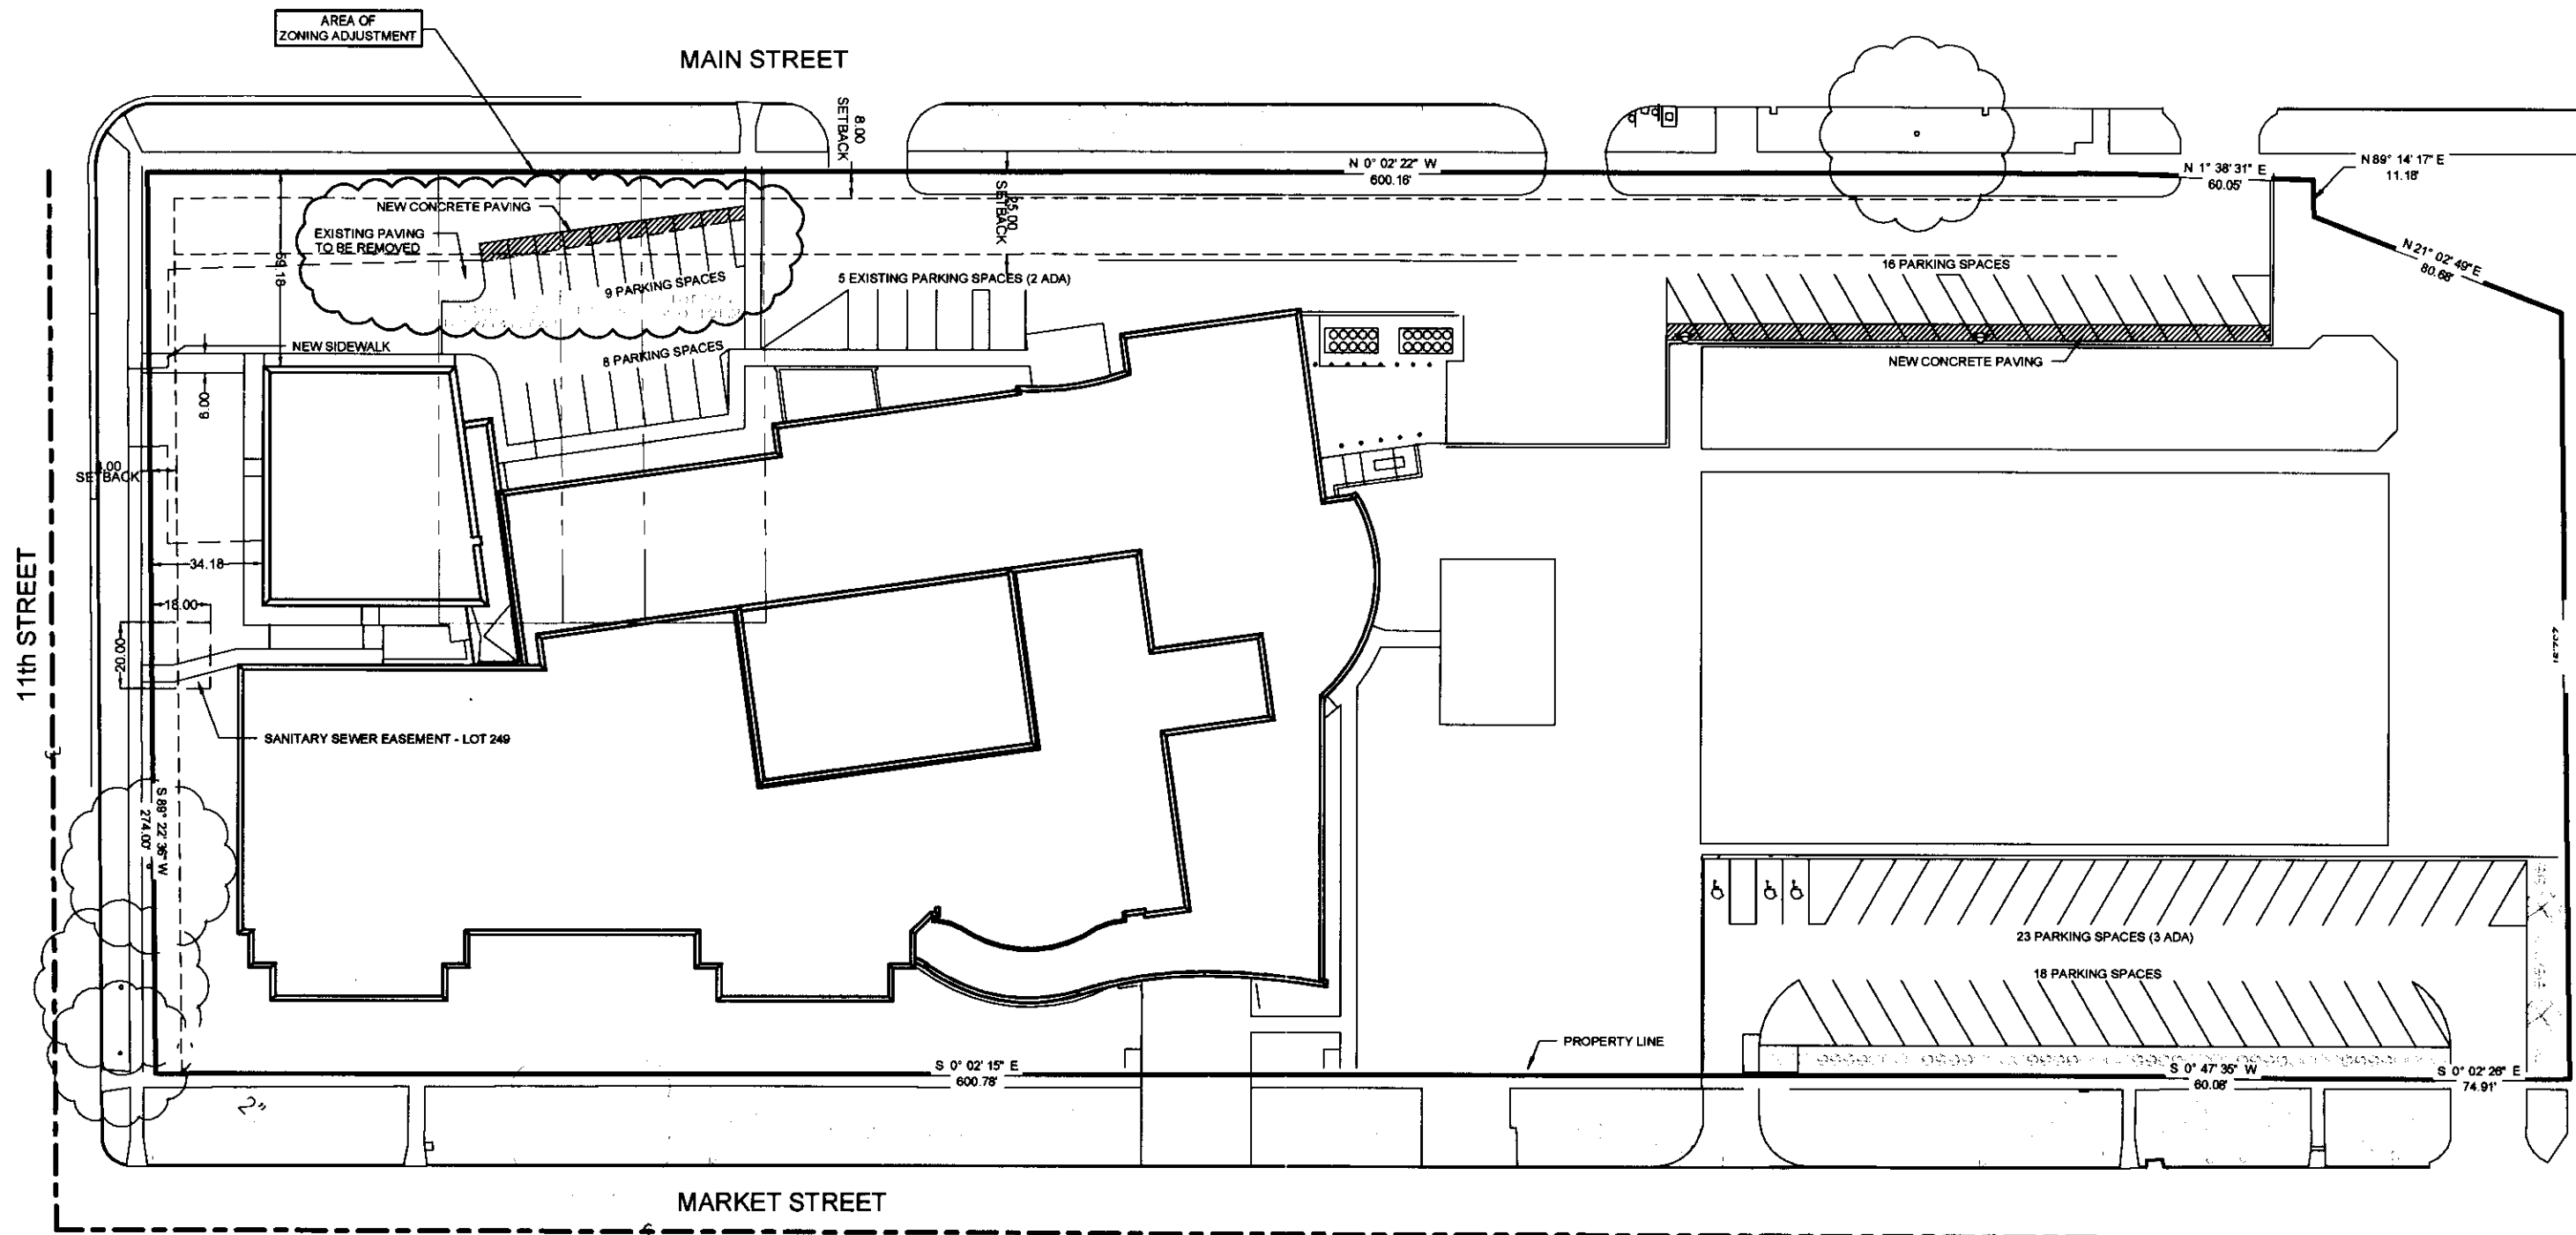 AREA OF
ZONING ADJUSTMENT
MAIN STREET
8.00
SETBACK
N 0° 02' 22" W
600.16'
N 1° 38' 31" E
60.05'
N 89° 14' 17" E
11.18'
25.00
SETBACK
NEW CONCRETE PAVING
EXISTING PAVING
TO BE REMOVED
N 21° 02' 49" E
80.68'
59.18
9 PARKING SPACES
5 EXISTING PARKING SPACES (2 ADA)
16 PARKING SPACES
NEW SIDEWALK
8 PARKING SPACES
NEW CONCRETE PAVING
6.00
SETBACK
34.18
11th STREET
18.00
20.00
SANITARY SEWER EASEMENT - LOT 249
S 89° 22' 36" W
274.00'
23 PARKING SPACES (3 ADA)
18 PARKING SPACES
PROPERTY LINE
S 0° 02' 15" E
600.78'
S 0° 47' 35" W
60.08'
S 0° 02' 26" E
74.91'
2"
MARKET STREET